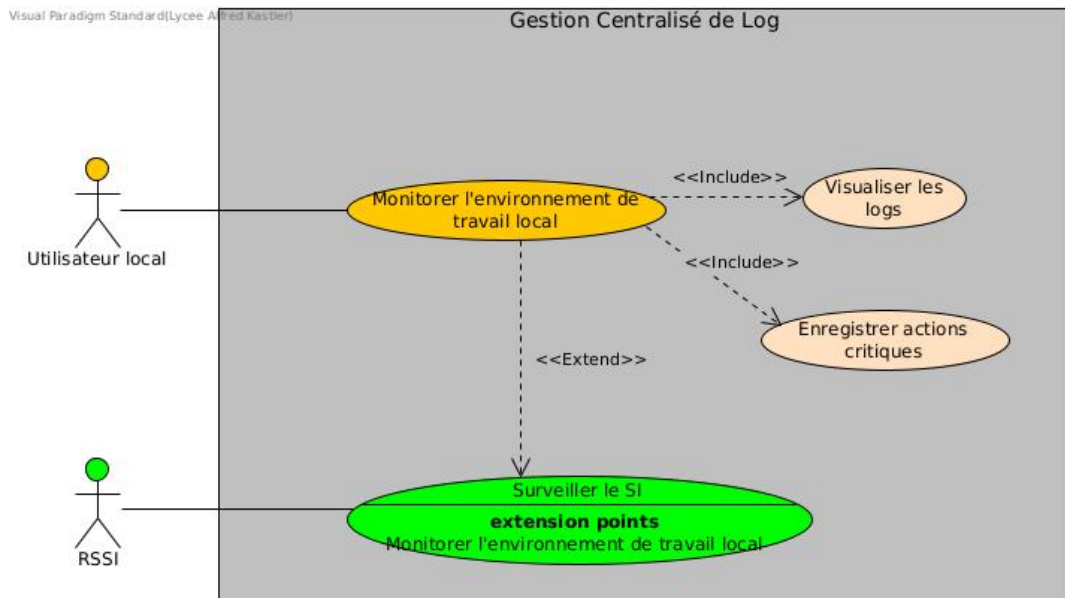 Visual Paradigm Standard(Lycee Alfred Kastler)
Gestion Centralisé de Log
Utilisateur local
Monitorer l'environnement de
travail local
<<Include>>
Visualiser les
logs
<<Include>>
Enregistrer actions
critiques
<<Extend>>
RSSI
Surveiller le SI
extension points
Monitorer l'environnement de travail local